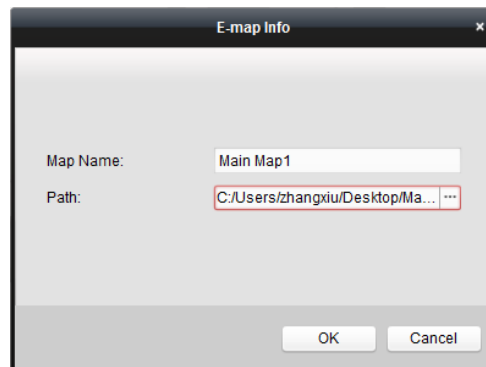 E-map Info ×
Map Name: Main Map1
Path: C:/Users/zhangxiu/Desktop/Ma... ...
OK Cancel